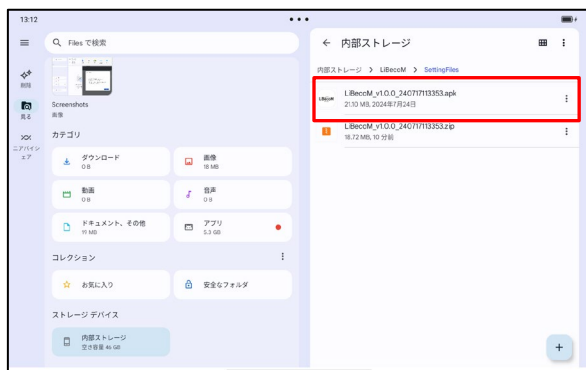 13:12
Files で検索
削除
見る
ニアバイシ
ェア
Screenshots
画像
カテゴリ
ダウンロード
0 B
画像
18 MB
動画
0 B
音声
0 B
ドキュメント、その他
19 MB
アプリ
5.3 GB
コレクション
お気に入り
安全なフォルダ
ストレージ デバイス
内部ストレージ
空き容量 46 GB
内部ストレージ
内部ストレージ > LiBecoM > SettingFiles
LiBecoM
LiBecoM_v1.0.0_240717113353.apk
21.10 MB, 2024年7月24日
LiBecoM_v1.0.0_240717113353.zip
18.72 MB, 10 分前